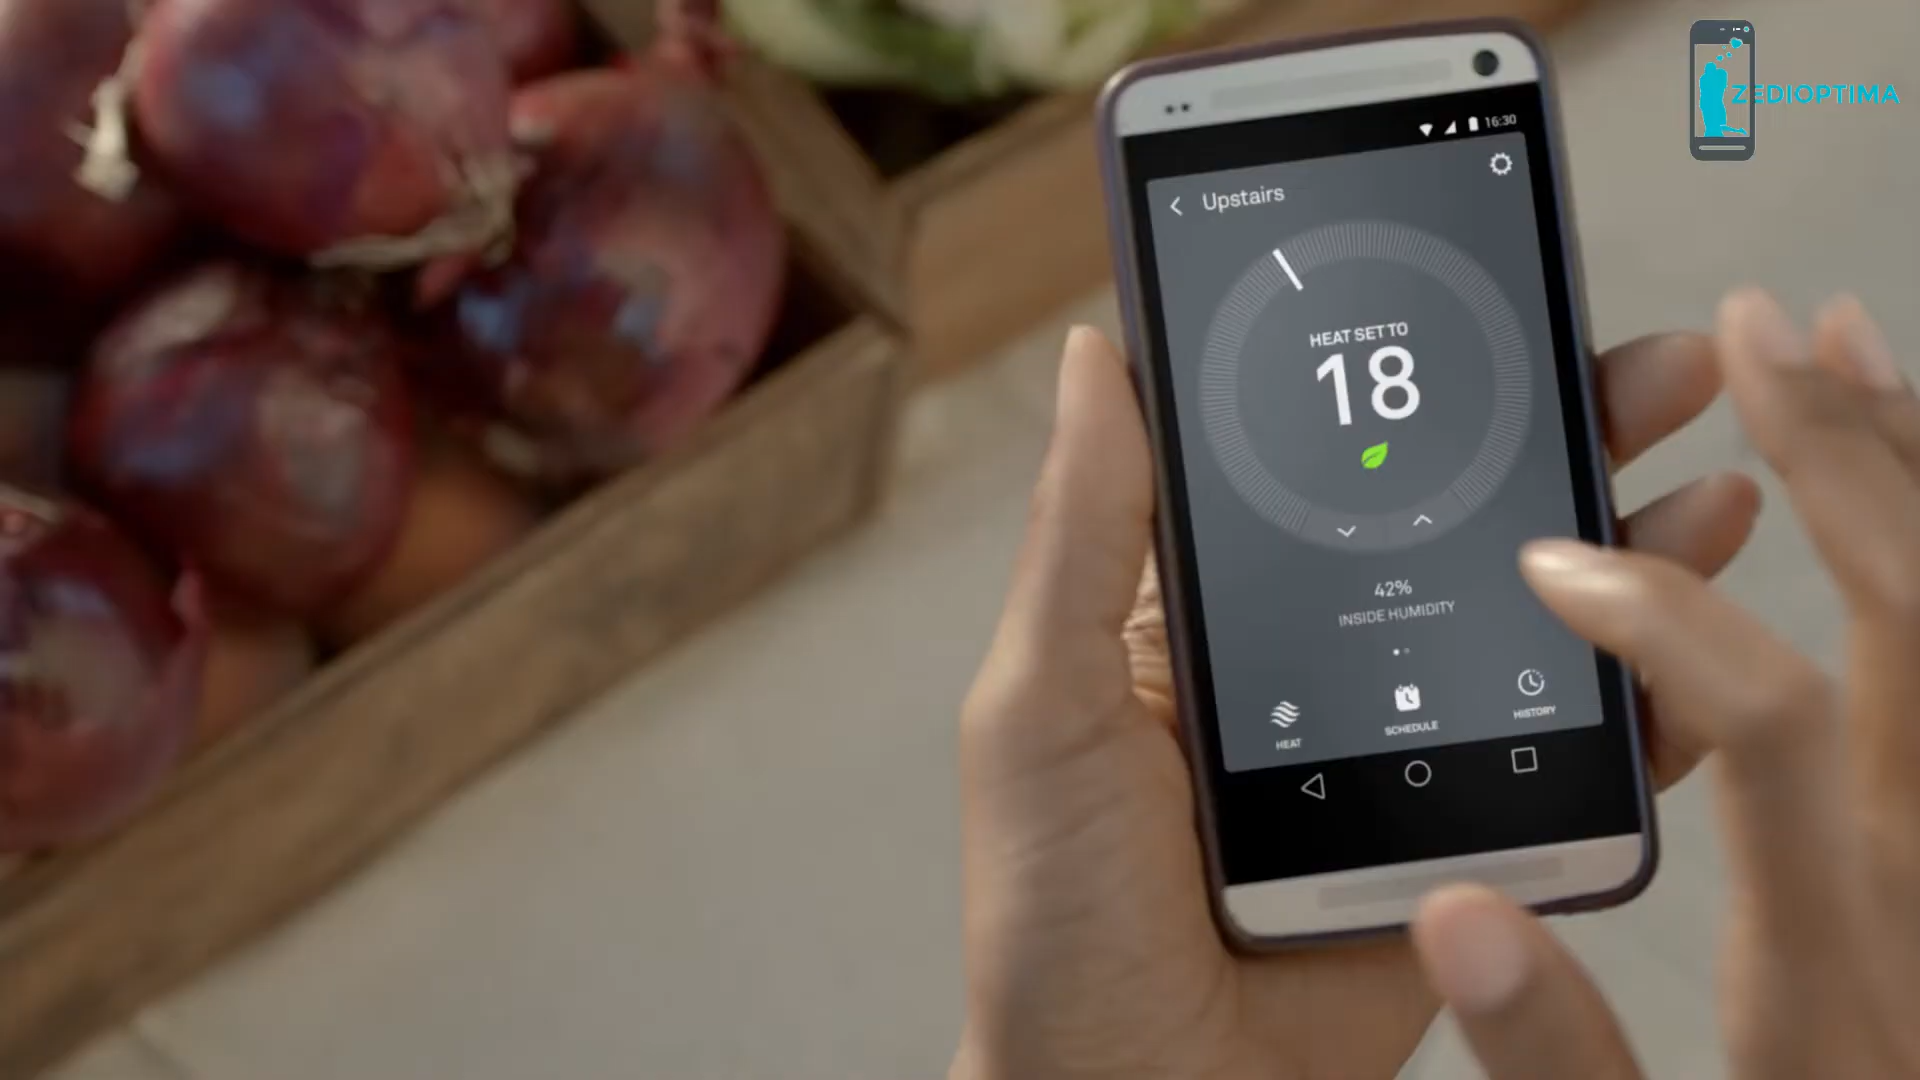 ZEDIOPTIMA
16:30
Upstairs
HEAT SET TO
18
42%
INSIDE HUMIDITY
HEAT
SCHEDULE
HISTORY